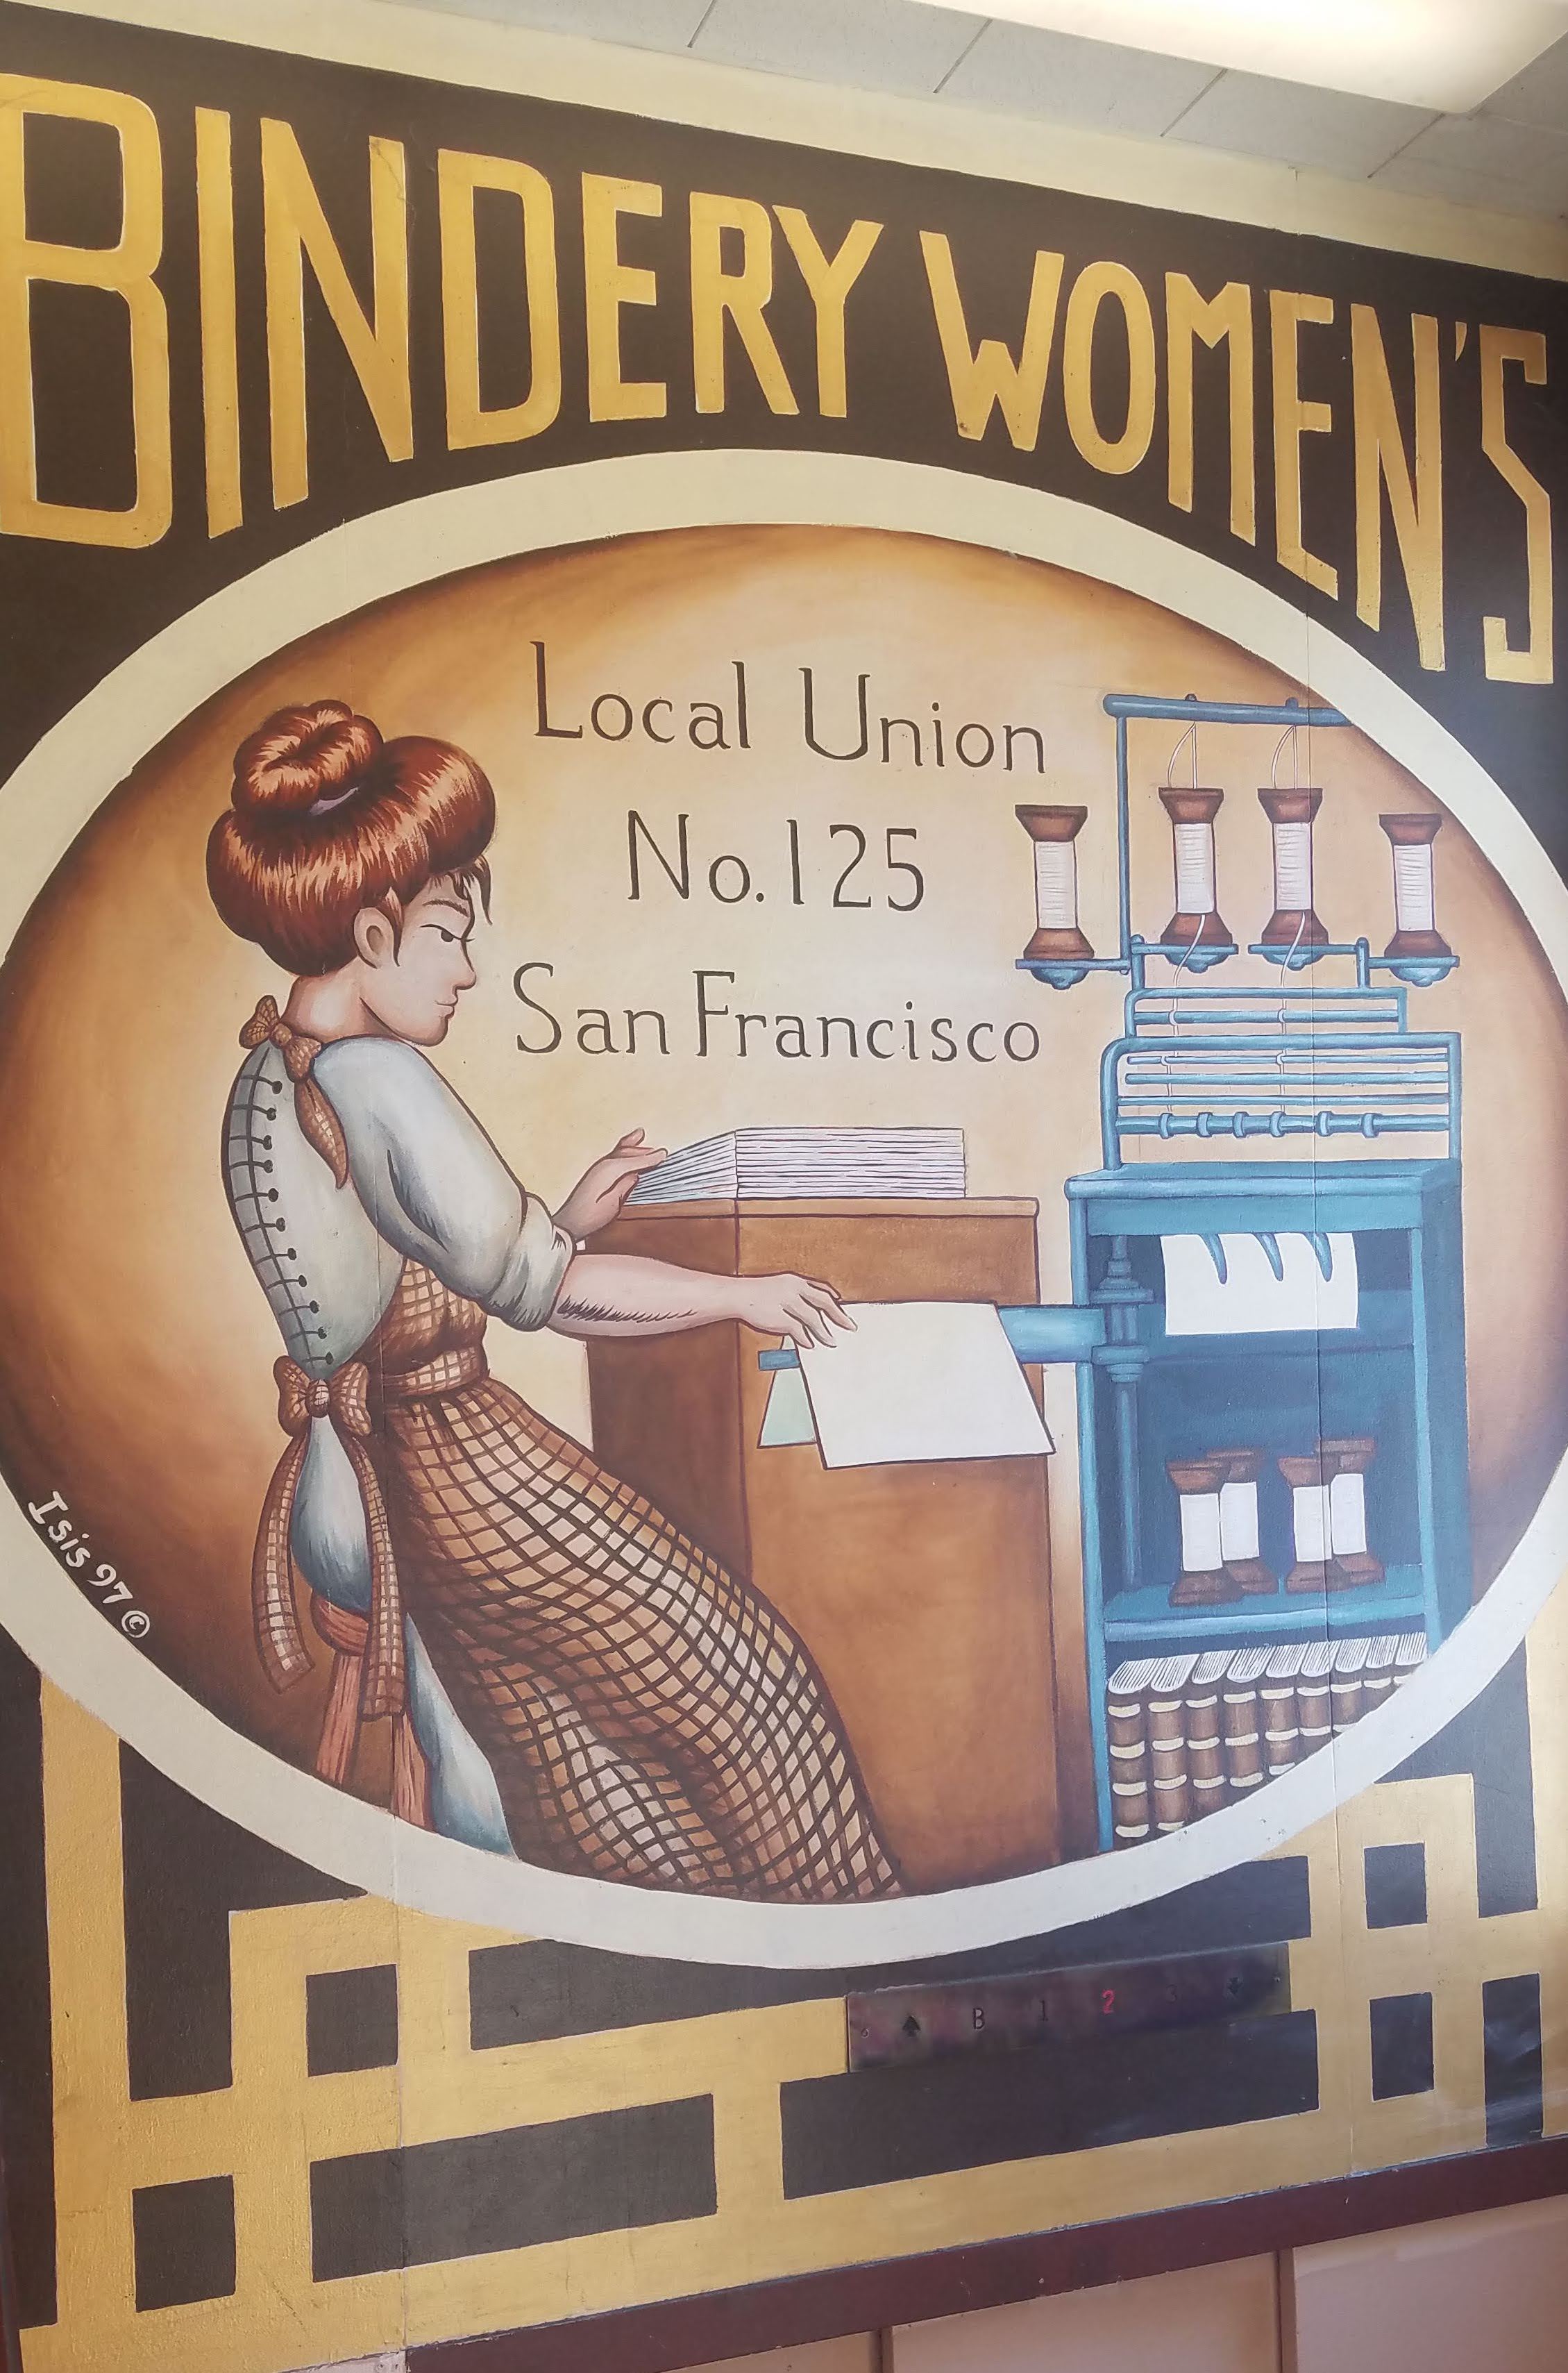 BINDERY WOMEN'S
Local Union
No. 125
San Francisco
Isis 97 ©
B 1 2 3